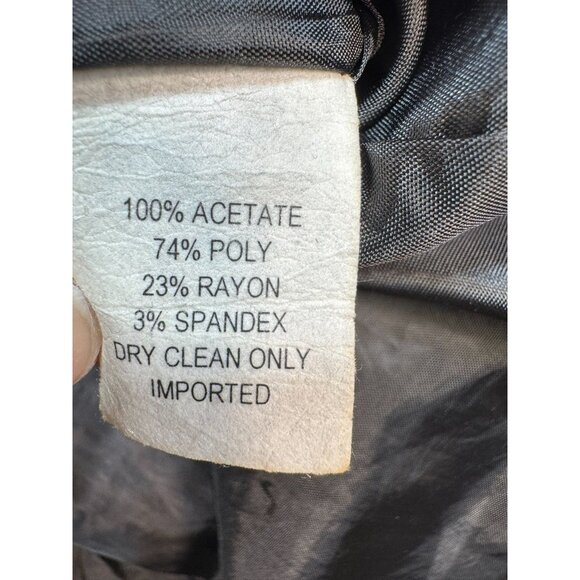 100% ACETATE
74% POLY
23% RAYON
3% SPANDEX
DRY CLEAN ONLY
IMPORTED